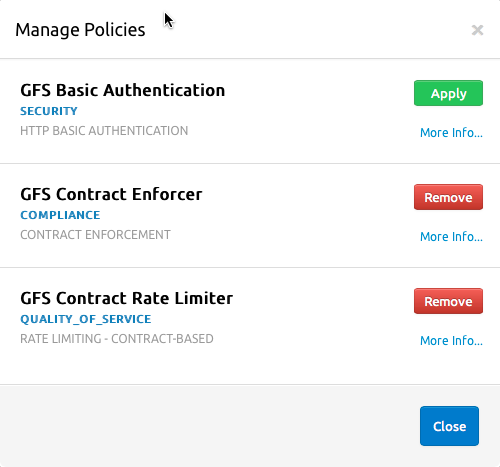 Manage Policies
×
GFS Basic Authentication
Apply
SECURITY
HTTP BASIC AUTHENTICATION
More Info...
GFS Contract Enforcer
Remove
COMPLIANCE
CONTRACT ENFORCEMENT
More Info...
GFS Contract Rate Limiter
Remove
QUALITY_OF_SERVICE
RATE LIMITING - CONTRACT-BASED
More Info...
Close